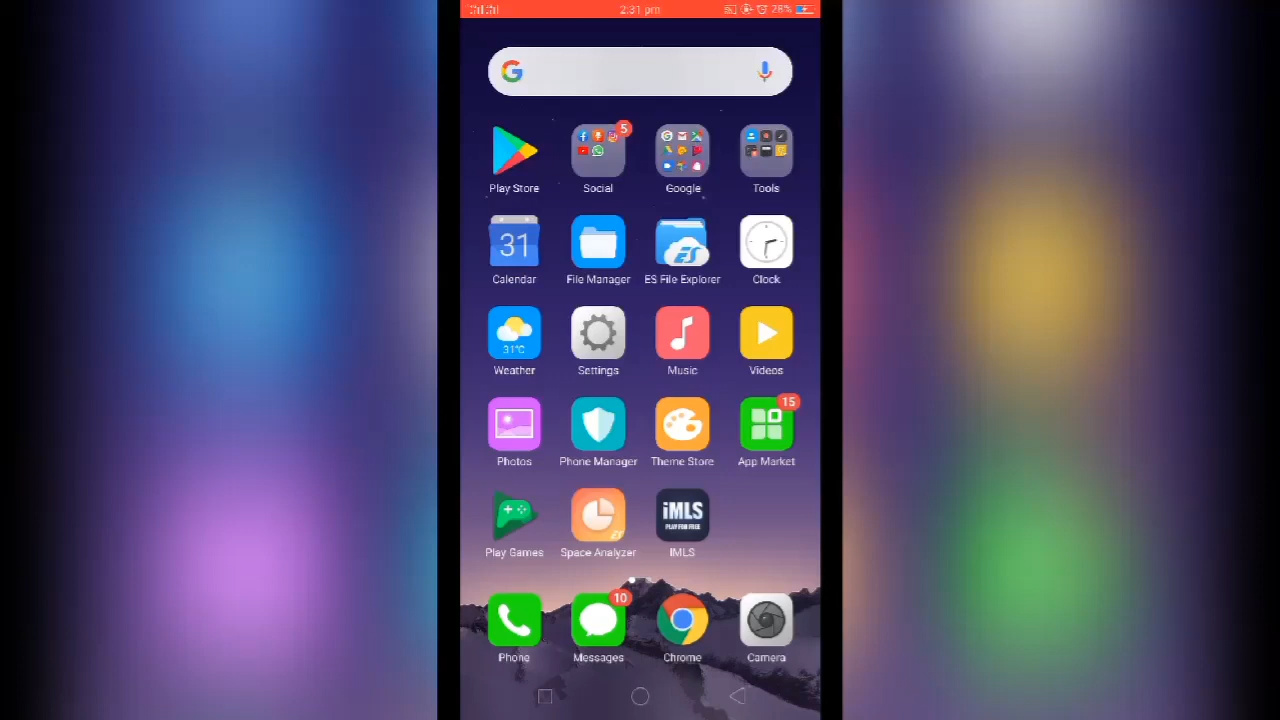 2:31 pm 28%
5
Play Store Social Google Tools
31
Calendar File Manager ES File Explorer Clock
31°C
Weather Settings Music Videos
15
Photos Phone Manager Theme Store App Market
iMLS
PLAY FOR FREE
Play Games Space Analyzer IMLS
10
Phone Messages Chrome Camera